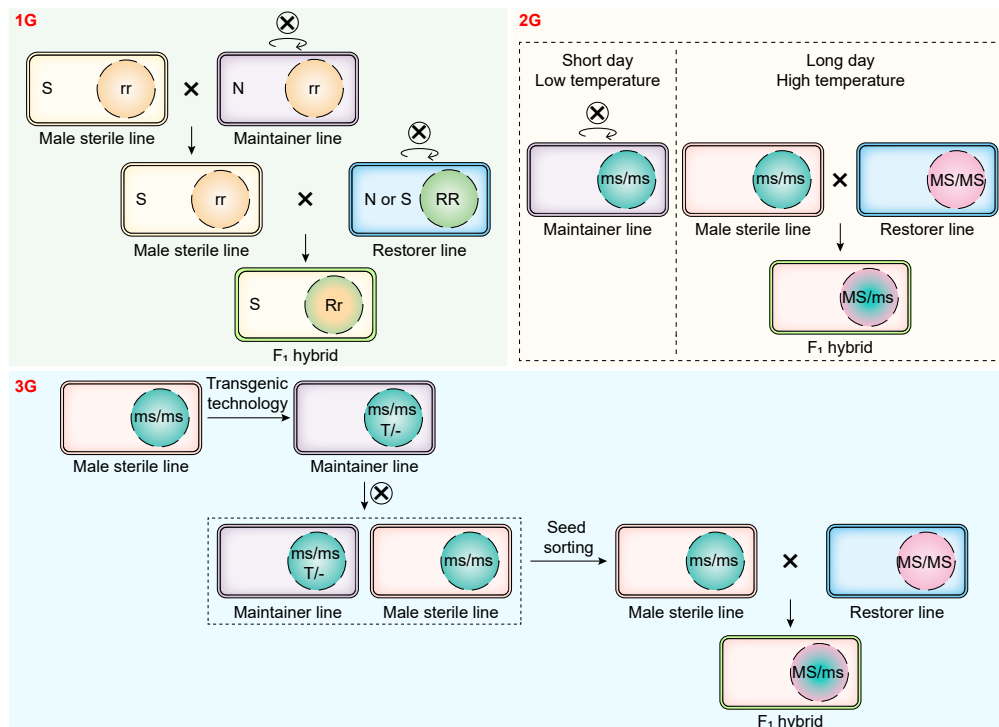 1G
S
rr
N
rr
Male sterile line
Maintainer line
S
rr
N or S
RR
Male sterile line
Restorer line
S
Rr
F₁ hybrid
2G
Short day
Low temperature
Long day
High temperature
ms/ms
ms/ms
MS/MS
Maintainer line
Male sterile line
Restorer line
MS/ms
F₁ hybrid
3G
ms/ms
Transgenic
technology
ms/ms
T/-
Male sterile line
Maintainer line
ms/ms
T/-
ms/ms
Maintainer line
Male sterile line
Seed
sorting
ms/ms
MS/MS
Male sterile line
Restorer line
MS/ms
F₁ hybrid